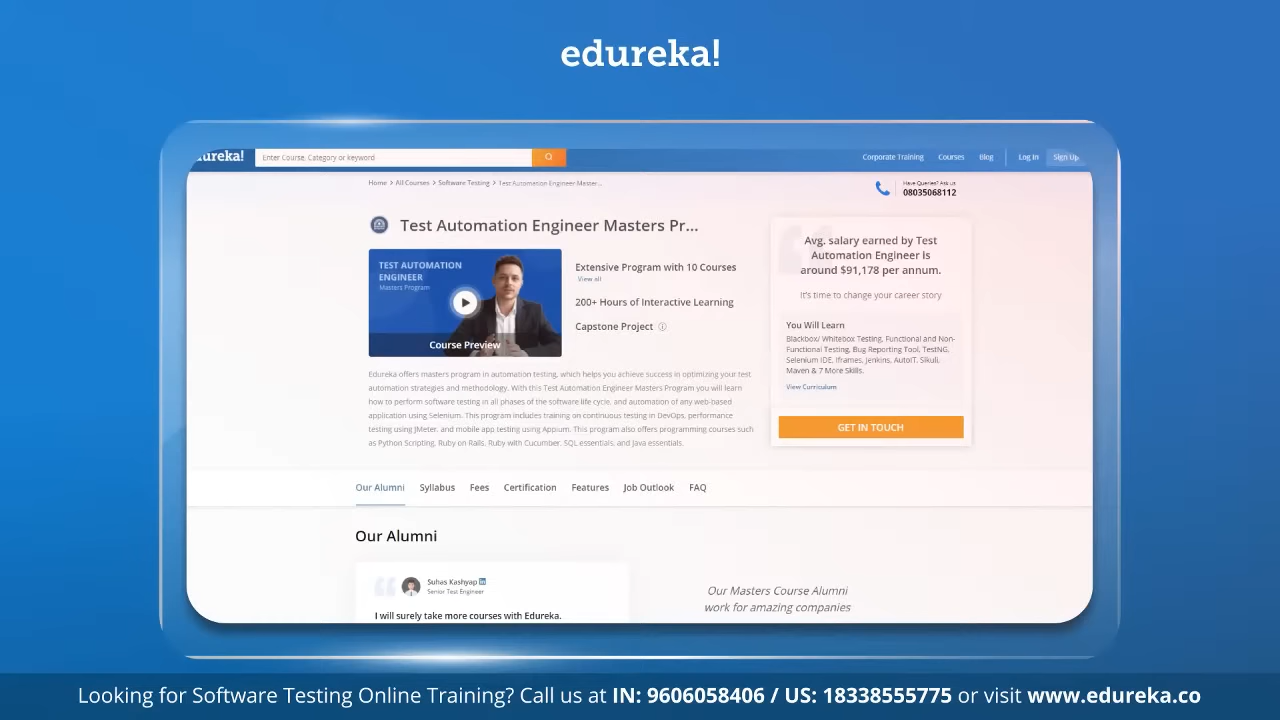 edureka!
edureka!
Enter Course, Category or keyword
Corporate Training Courses Blog Log In Sign Up
Home > All Courses > Software Testing > Test Automation Engineer Master...
Have Queries? Ask us
08035068112
Test Automation Engineer Masters Pr...
TEST AUTOMATION
ENGINEER
Masters Program
Course Preview
Extensive Program with 10 Courses
View all
200+ Hours of Interactive Learning
Capstone Project
Edureka offers masters program in automation testing, which helps you achieve success in optimizing your test
automation strategies and methodology. With this Test Automation Engineer Masters Program you will learn
how to perform software testing in all phases of the software life cycle, and automation of any web-based
application using Selenium. This program includes training on continuous testing in DevOps, performance
testing using JMeter, and mobile app testing using Appium. This program also offers programming courses such
as Python Scripting, Ruby on Rails, Ruby with Cucumber, SQL essentials, and Java essentials.
Avg. salary earned by Test
Automation Engineer is
around $91,178 per annum.
It's time to change your career story
You Will Learn
Blackbox/ Whitebox Testing, Functional and Non-
Functional Testing, Bug Reporting Tool, TestNG,
Selenium IDE, Iframes, Jenkins, AutoIT, Sikuli,
Maven & 7 More Skills.
View Curriculum
GET IN TOUCH
Our Alumni Syllabus Fees Certification Features Job Outlook FAQ
Our Alumni
Suhas Kashyap
Senior Test Engineer
I will surely take more courses with Edureka.
Our Masters Course Alumni
work for amazing companies
Looking for Software Testing Online Training? Call us at IN: 9606058406 / US: 18338555775 or visit www.edureka.co